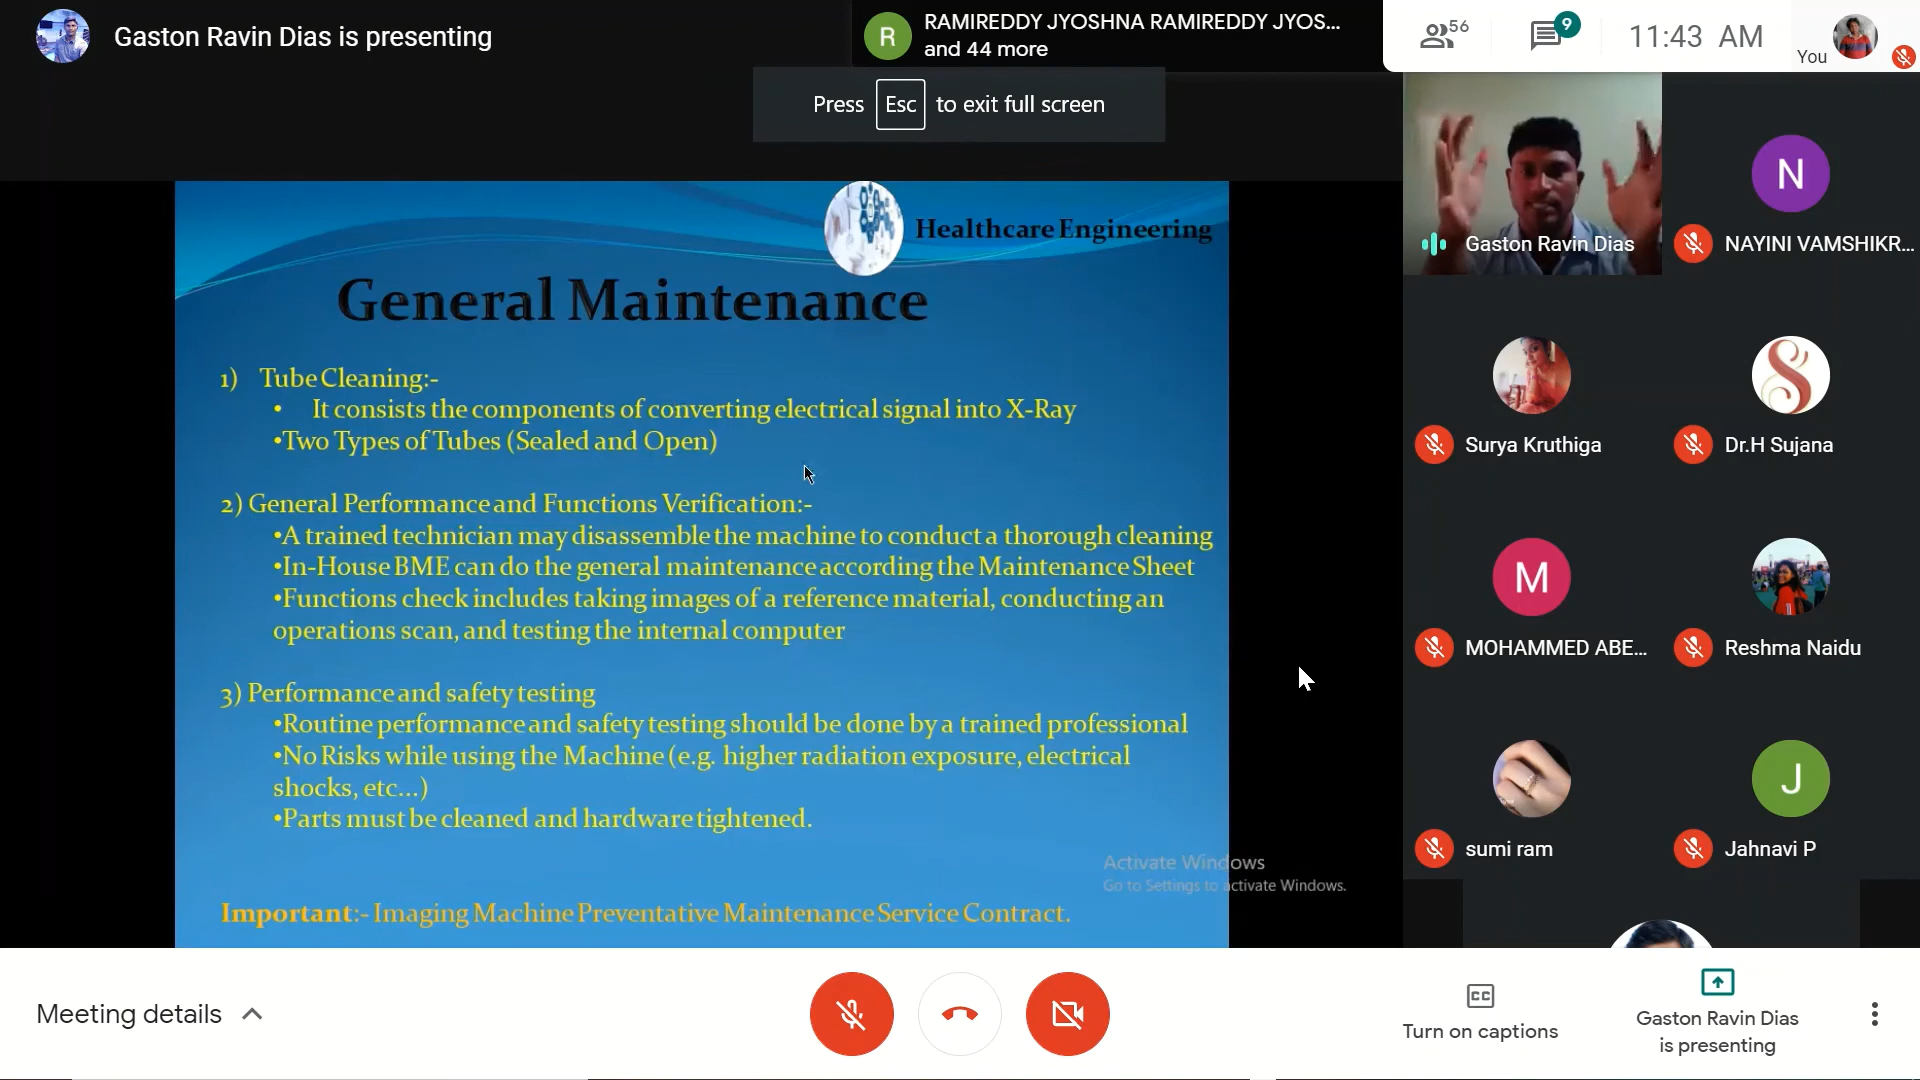 Gaston Ravin Dias is presenting
R
RAMIREDDY JYOSHNA RAMIREDDY JYOS...
and 44 more
56
9
11:43 AM
You
Press Esc to exit full screen
Healthcare Engineering
General Maintenance
1) Tube Cleaning:-
• It consists the components of converting electrical signal into X-Ray
•Two Types of Tubes (Sealed and Open)
2) General Performance and Functions Verification:-
•A trained technician may disassemble the machine to conduct a thorough cleaning
•In-House BME can do the general maintenance according the Maintenance Sheet
•Functions check includes taking images of a reference material, conducting an
operations scan, and testing the internal computer
3) Performance and safety testing
•Routine performance and safety testing should be done by a trained professional
•No Risks while using the Machine (e.g. higher radiation exposure, electrical
shocks, etc...)
•Parts must be cleaned and hardware tightened.
Important:- Imaging Machine Preventative Maintenance Service Contract.
Activate Windows
Go to Settings to activate Windows.
Gaston Ravin Dias
N
NAYINI VAMSHIKR...
Surya Kruthiga
S
Dr.H Sujana
M
MOHAMMED ABE...
Reshma Naidu
sumi ram
J
Jahnavi P
Meeting details
CC
Turn on captions
Gaston Ravin Dias
is presenting